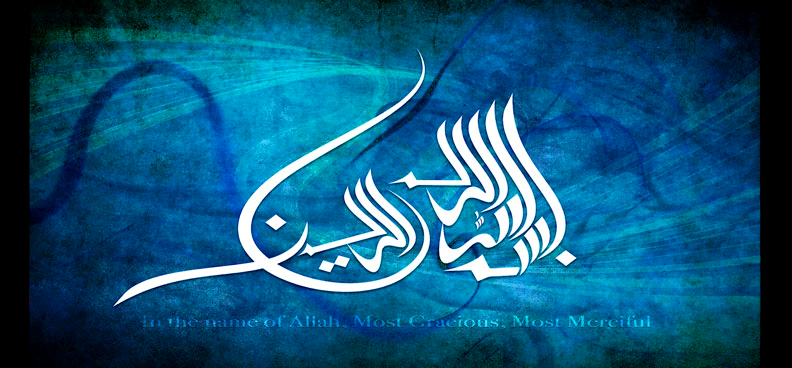 بسم الله الرحمن الرحيم
In the name of Allah, Most Gracious, Most Merciful